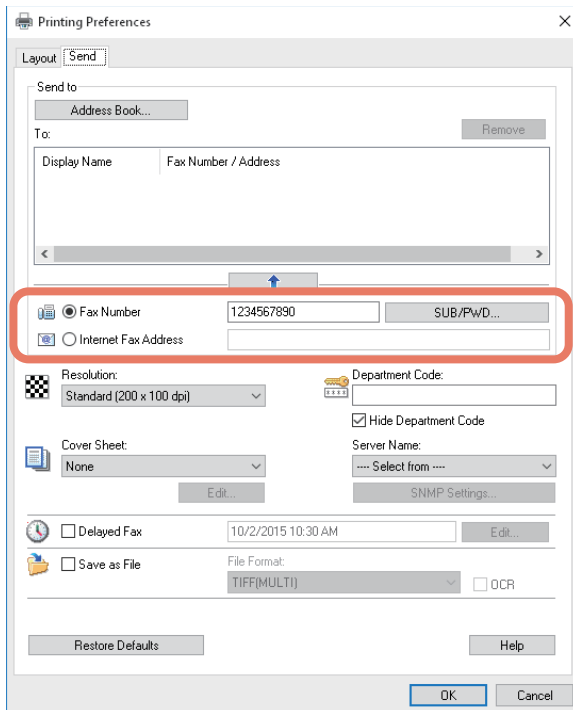 Printing Preferences
Layout Send
Send to
Address Book...
To:
Remove
Display Name Fax Number / Address
Fax Number 1234567890 SUB/PWD...
Internet Fax Address
Resolution:
Standard (200 x 100 dpi)
Department Code:
Hide Department Code
Cover Sheet:
None
Edit...
Server Name:
---- Select from ----
SNMP Settings...
Delayed Fax 10/2/2015 10:30 AM Edit...
Save as File
File Format:
TIFF(MULTI)
OCR
Restore Defaults Help
OK Cancel